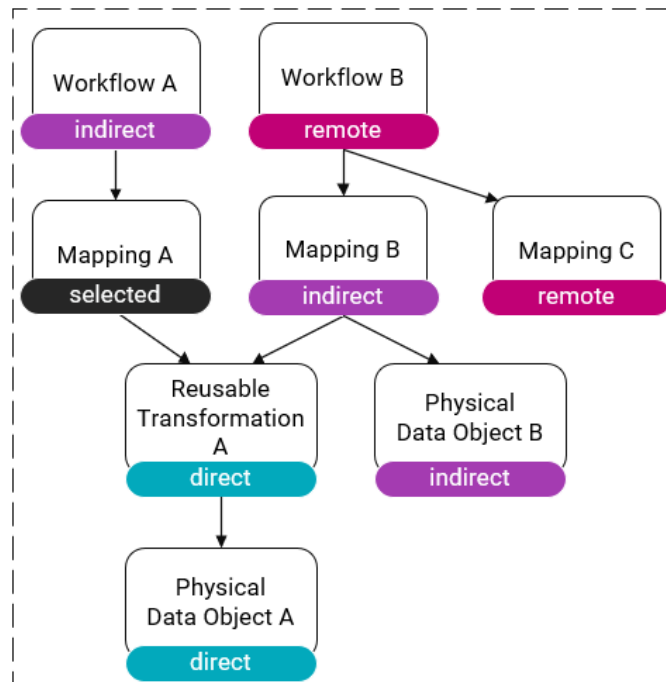 Workflow A
indirect
Workflow B
remote
Mapping A
selected
Mapping B
indirect
Mapping C
remote
Reusable
Transformation
A
direct
Physical
Data Object B
indirect
Physical
Data Object A
direct